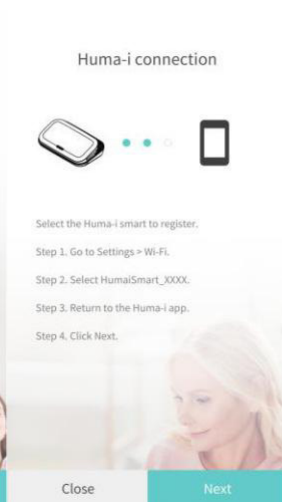 Huma-i connection
Select the Huma-i smart to register.
Step 1. Go to Settings > Wi-Fi.
Step 2. Select HumaiSmart_XXXX.
Step 3. Return to the Huma-i app.
Step 4. Click Next.
Close
Next